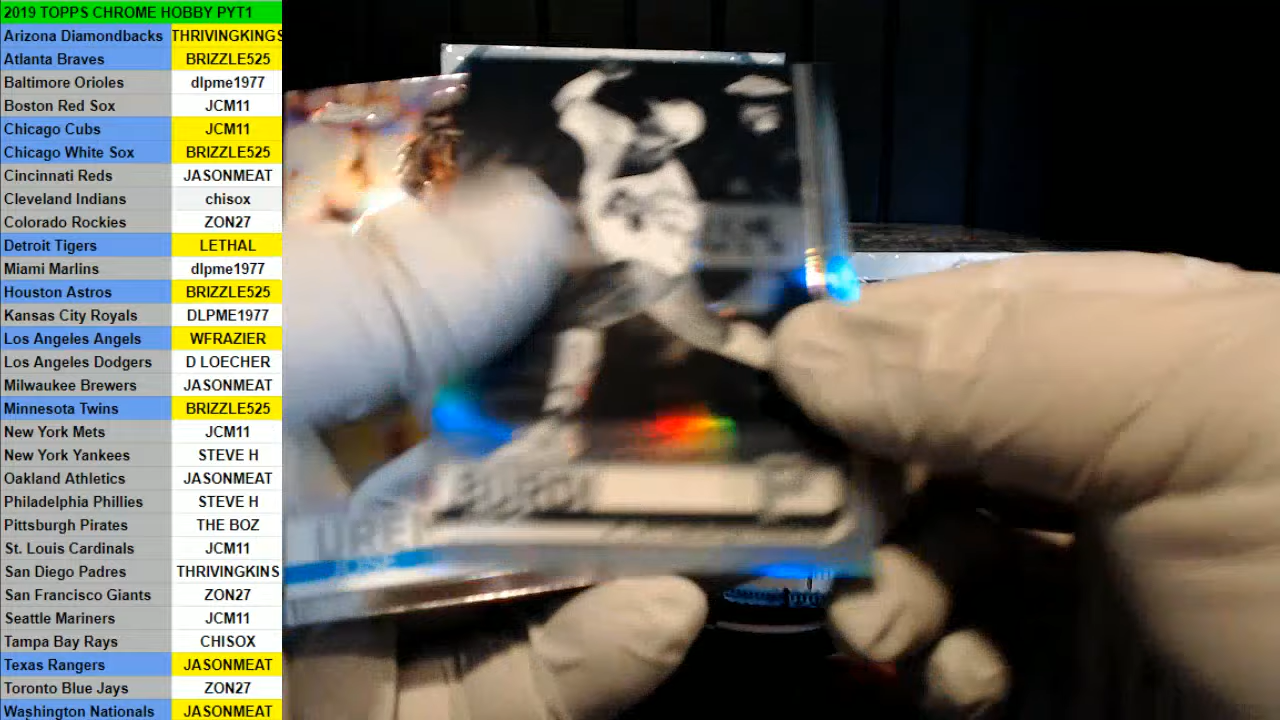 2019 TOPPS CHROME HOBBY PYT1
Arizona Diamondbacks THRIVINGKINGS
Atlanta Braves BRIZZLE525
Baltimore Orioles dlpme1977
Boston Red Sox JCM11
Chicago Cubs JCM11
Chicago White Sox BRIZZLE525
Cincinnati Reds JASONMEAT
Cleveland Indians chisox
Colorado Rockies ZON27
Detroit Tigers LETHAL
Miami Marlins dlpme1977
Houston Astros BRIZZLE525
Kansas City Royals DLPME1977
Los Angeles Angels WFRAZIER
Los Angeles Dodgers D LOECHER
Milwaukee Brewers JASONMEAT
Minnesota Twins BRIZZLE525
New York Mets JCM11
New York Yankees STEVE H
Oakland Athletics JASONMEAT
Philadelphia Phillies STEVE H
Pittsburgh Pirates THE BOZ
St. Louis Cardinals JCM11
San Diego Padres THRIVINGKINS
San Francisco Giants ZON27
Seattle Mariners JCM11
Tampa Bay Rays CHISOX
Texas Rangers JASONMEAT
Toronto Blue Jays ZON27
Washington Nationals JASONMEAT